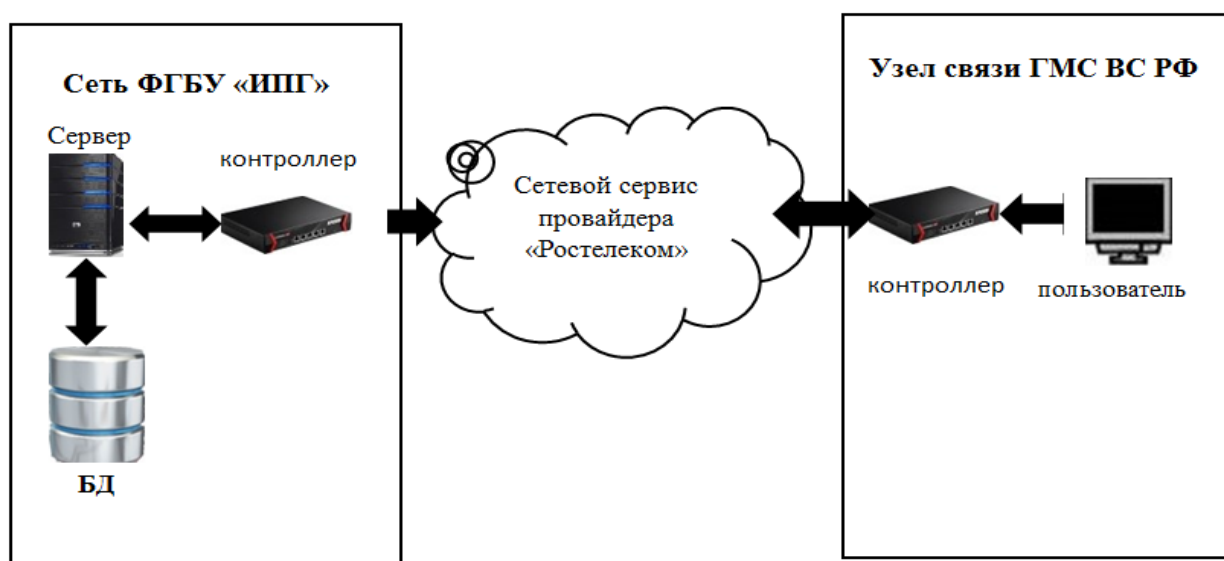 Сеть ФГБУ «ИПГ»
Сервер
контроллер
БД
Сетевой сервис
провайдера
«Ростелеком»
Узел связи ГМС ВС РФ
контроллер
пользователь